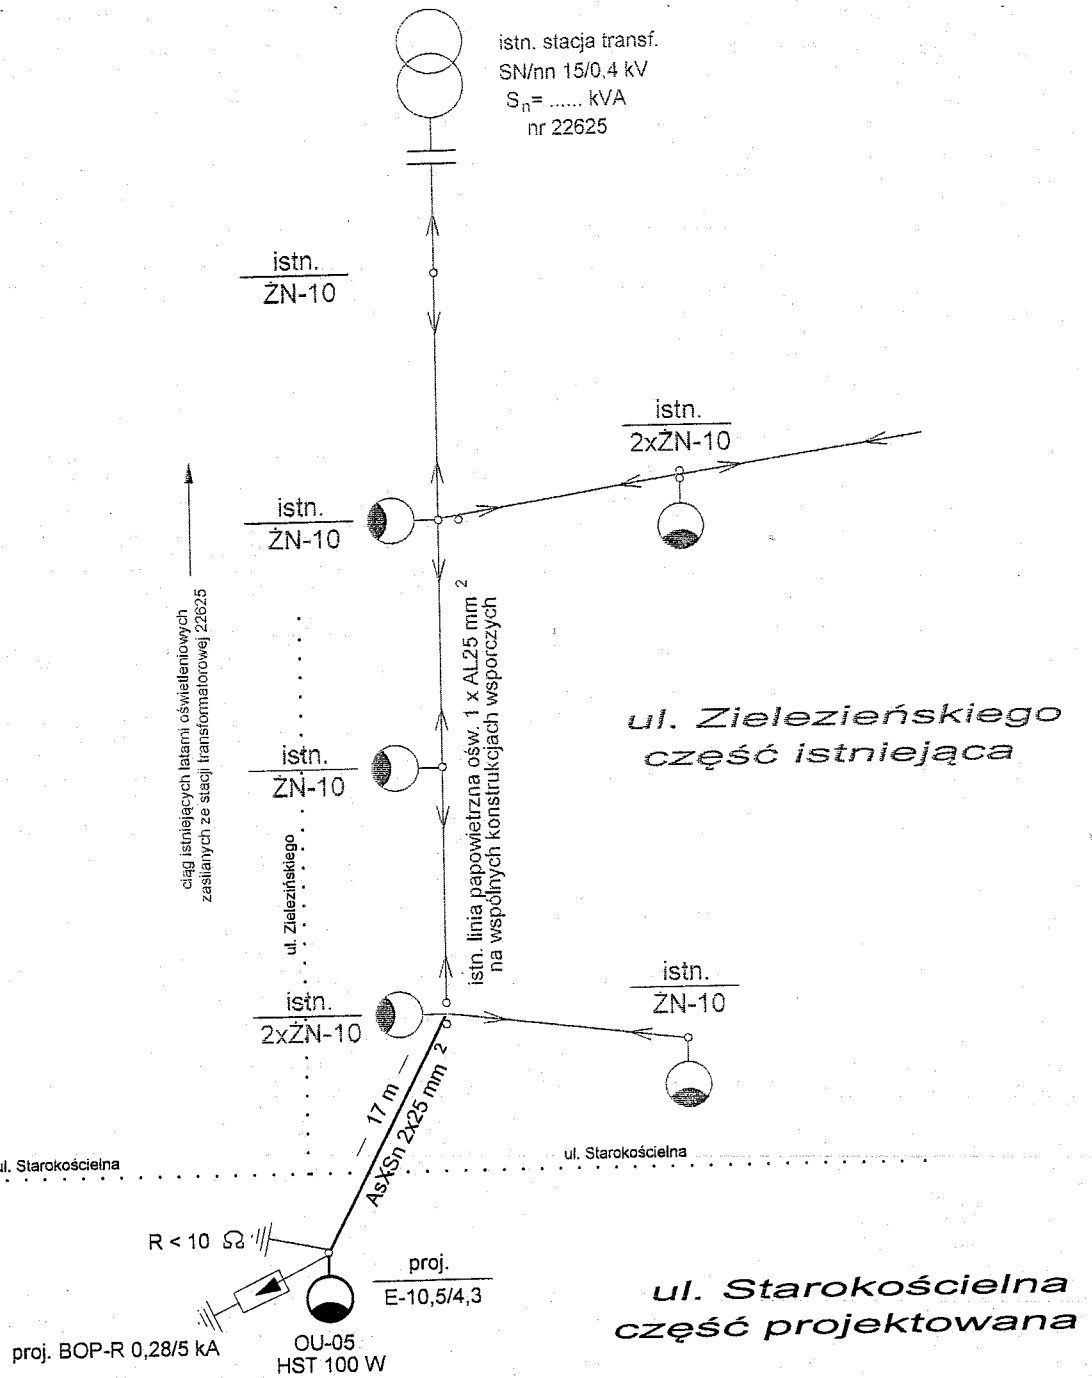 istn. stacja transf.
SN/nn 15/0,4 kV
Sn= ...... kVA
nr 22625
istn.
ŻN-10
istn.
2xŻN-10
istn.
ŻN-10
ciąg istniejących latarni oświetleniowych
zasilanych ze stacji transformatorowej 22625
istn. linia papowietrzna ośw. 1 x AL25 mm 2
na wspólnych konstrukcjach wsporczych
ul. Zielezieńskiego
część istniejąca
istn.
ŻN-10
ul. Zielezińskiego
istn.
ŻN-10
istn.
2xŻN-10
17 m
AsXSn 2x25 mm 2
ul. Starokościelna
ul. Starokościelna
R < 10 Ω
proj.
E-10,5/4,3
ul. Starokościelna
część projektowana
proj. BOP-R 0,28/5 kA
OU-05
HST 100 W